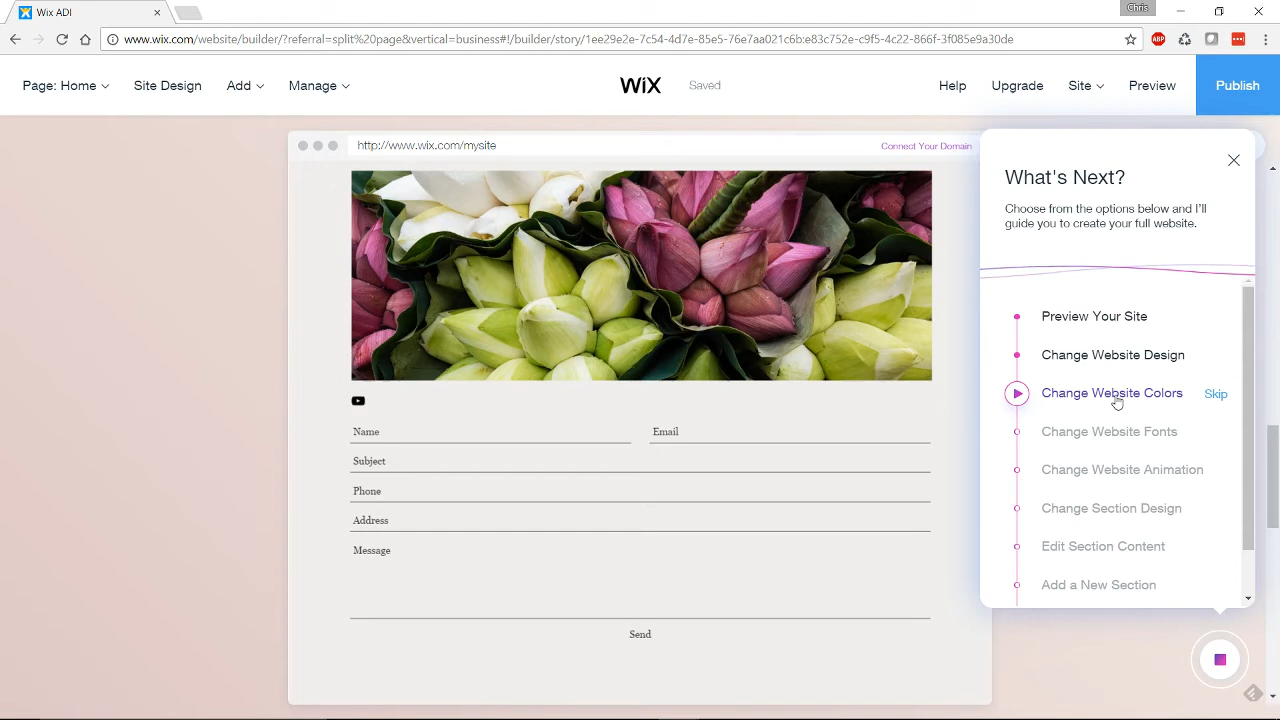 Wix ADI
Chris
www.wix.com/website/builder/?referral=split%20page&vertical=business#!/builder/story/1ee29e2e-7c54-4d7e-85e5-76e7aa021c6b:e83c752e-c9f5-4c22-866f-3f085e9a30de
ABP
Page: Home
Site Design
Add
Manage
WiX
Saved
Help
Upgrade
Site
Preview
Publish
http://www.wix.com/mysite
Connect Your Domain
Name
Email
Subject
Phone
Address
Message
Send
What's Next?
Choose from the options below and I'll
guide you to create your full website.
Preview Your Site
Change Website Design
Change Website Colors
Skip
Change Website Fonts
Change Website Animation
Change Section Design
Edit Section Content
Add a New Section